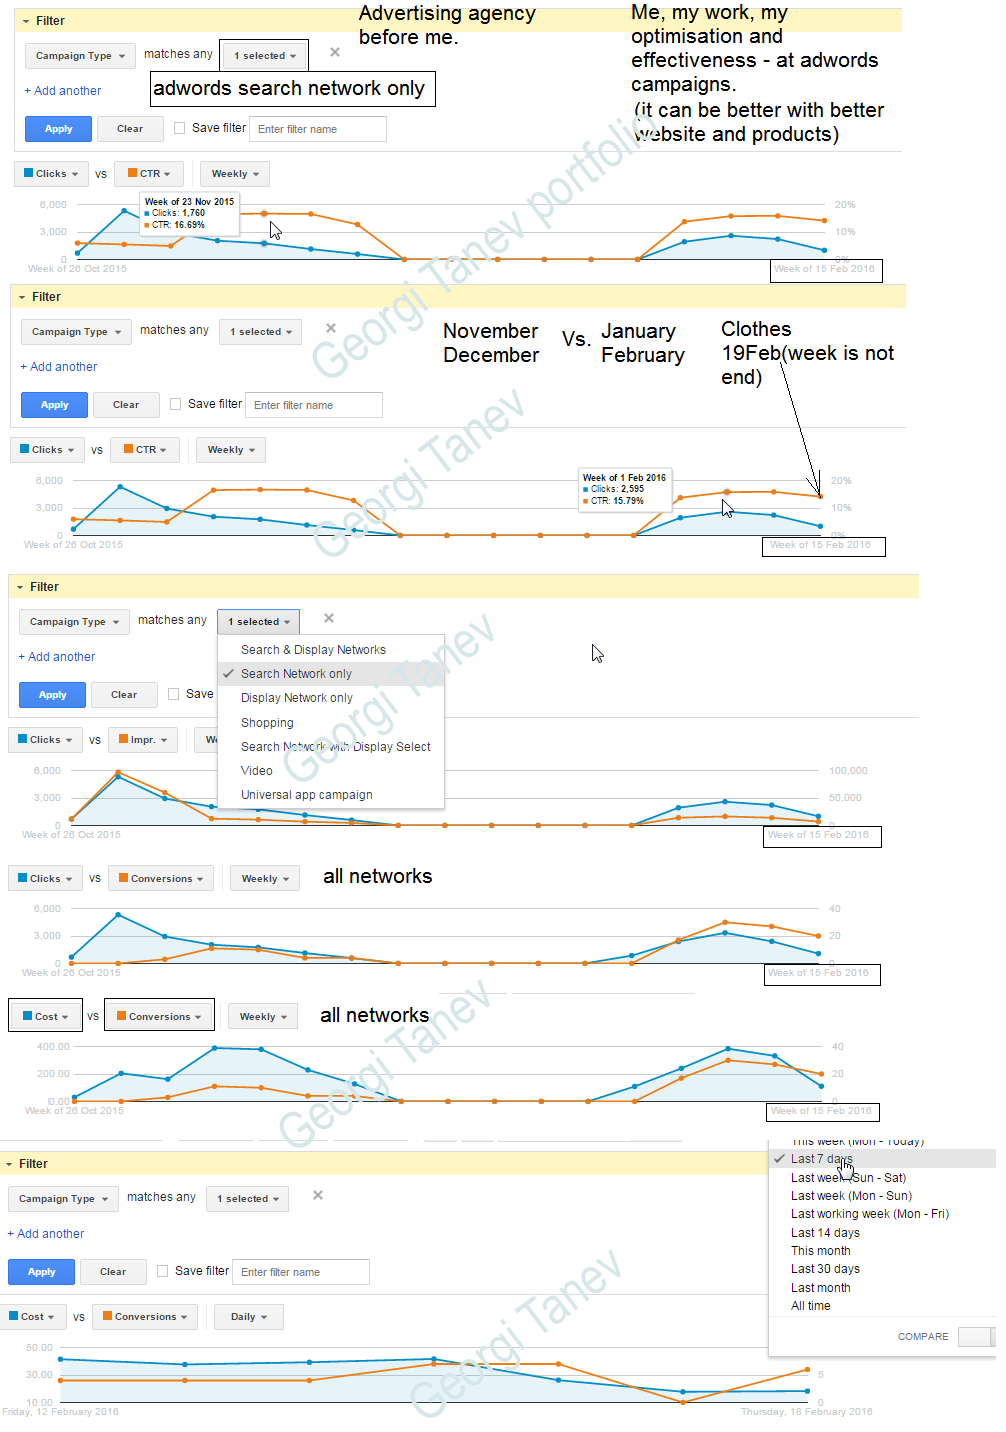 Filter
Advertising agency
before me.
Me, my work, my
optimisation and
effectiveness - at adwords
campaigns.
(it can be better with better
website and products)
Campaign Type matches any 1 selected ×
adwords search network only
+ Add another
Apply Clear Save filter Enter filter name
Clicks vs CTR Weekly
Week of 23 Nov 2015
Clicks: 1,760
CTR: 16.69%
6,000 20%
3,000 10%
0 0%
Week of 26 Oct 2015 Week of 15 Feb 2016
Georgi Tanev portfolio
Filter
Campaign Type matches any 1 selected ×
November
December
Vs.
January
February
Clothes
19Feb(week is not
end)
+ Add another
Apply Clear Save filter Enter filter name
Clicks vs CTR Weekly
Week of 1 Feb 2016
Clicks: 2,595
CTR: 15.79%
6,000 20%
3,000 10%
0 0%
Week of 26 Oct 2015 Week of 15 Feb 2016
Georgi Tanev
Filter
Campaign Type matches any 1 selected ×
Search & Display Networks
Search Network only
Display Network only
Shopping
Search Network with Display Select
Video
Universal app campaign
+ Add another
Apply Clear Save
Clicks vs Impr.
6,000 100,000
3,000 50,000
0 0
Week of 26 Oct 2015 Week of 15 Feb 2016
Georgi Tanev
Clicks vs Conversions Weekly all networks
6,000 40
3,000 20
0 0
Week of 26 Oct 2015 Week of 15 Feb 2016
Cost vs Conversions Weekly all networks
400.00 40
200.00 20
0.00 0
Week of 26 Oct 2015 Week of 15 Feb 2016
Georgi Tanev
Filter
Campaign Type matches any 1 selected ×
+ Add another
Apply Clear Save filter Enter filter name
This week (Mon - Today)
Last 7 days
Last week (Sun - Sat)
Last week (Mon - Sun)
Last working week (Mon - Fri)
Last 14 days
This month
Last 30 days
Last month
All time
COMPARE
Cost vs Conversions Daily
50.00
30.00 5
10.00 0
Friday, 12 February 2016 Thursday, 18 February 2016
Georgi Tanev